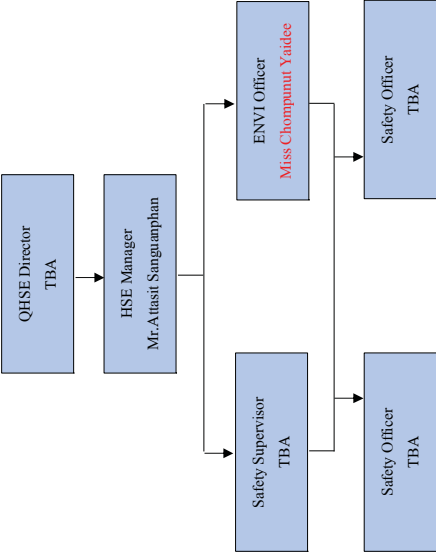 QHSE Director
TBA
HSE Manager
Mr.Attasit Sanguanphan
Safety Supervisor
TBA
ENVI Officer
Miss Chompunut Yaidee
Safety Officer
TBA
Safety Officer
TBA